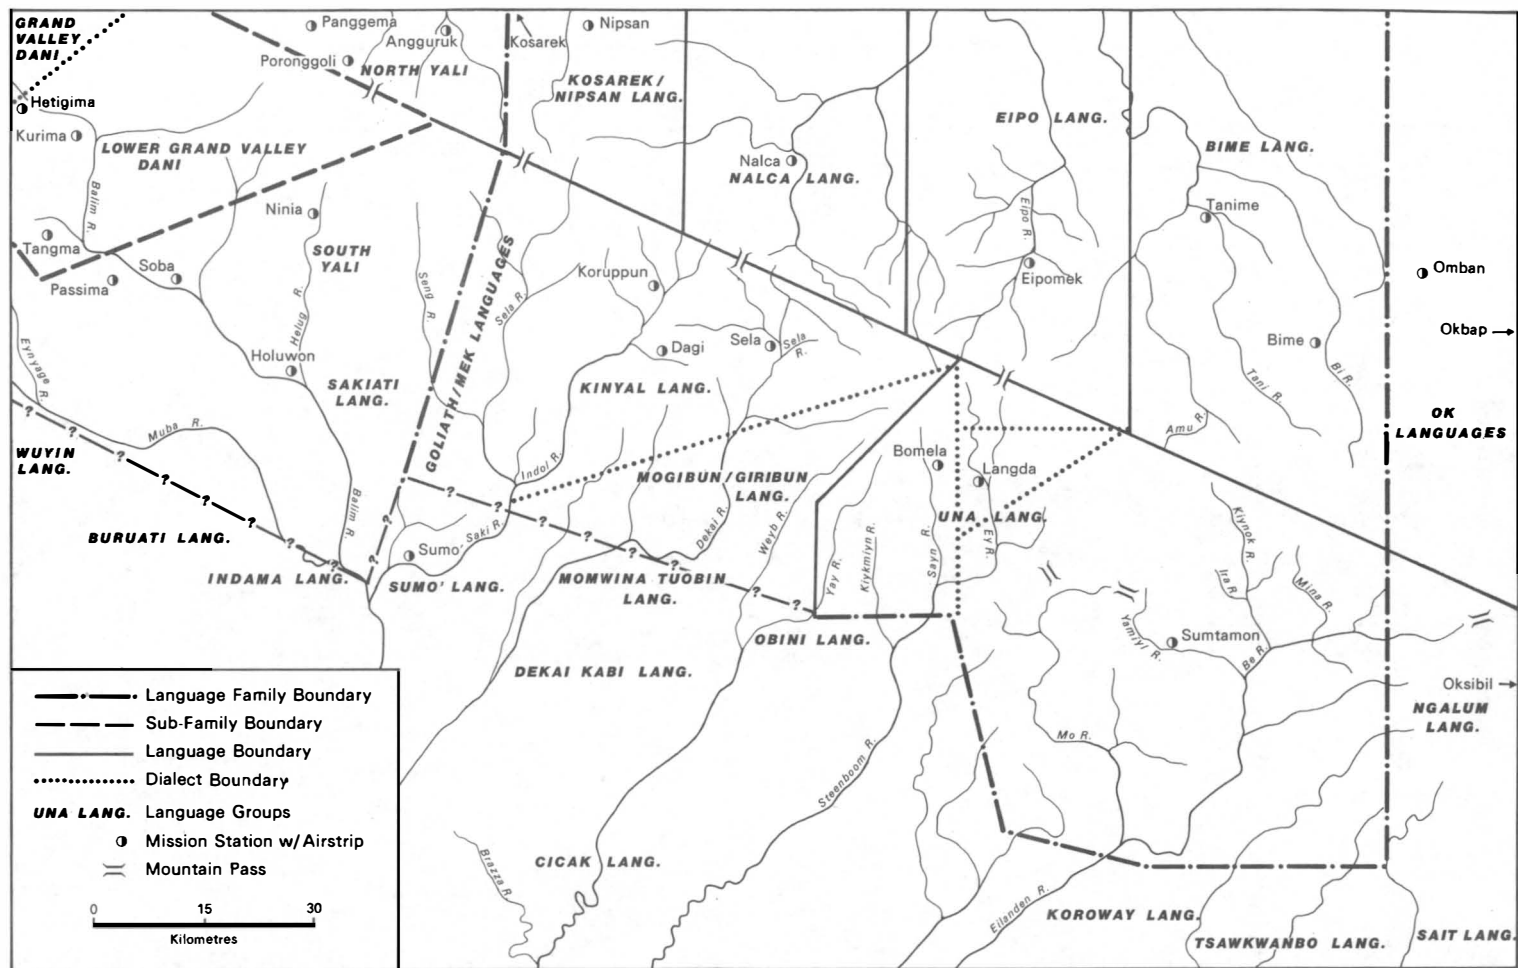 GRAND
VALLEY
DANI
Panggema
Angguruk
Kosarek
Nipsan
Poronggoli
NORTH YALI
KOSAREK/
NIPSAN LANG.
Hetigima
Kurima
LOWER GRAND VALLEY
DANI
Balim R.
EIPO LANG.
BIME LANG.
Nalca
NALCA LANG.
Ninia
Eipo R.
Tanime
Tangma
SOUTH
YALI
Soba
Passima
Seng R.
Sela R.
Koruppun
Eipomek
Omban
Helug R.
GOLIATH/MEK LANGUAGES
Okbap
Eynyage R.
Holuwon
Dagi
Sela
Sela
R.
Bime
SAKIATI
LANG.
KINYAL LANG.
Tani R.
Bi R.
Muba R.
Amu R.
OK
LANGUAGES
WUYIN
LANG.
Indol R.
Bomela
Langda
MOGIBUN/GIRIBUN
LANG.
Balim R.
Saki R.
Dekai R.
Weyb R.
UNA LANG.
Kiynok R.
BURUATI LANG.
Sumo'
Yay R.
Kiykmiyn R.
Sayn R.
Ey R.
Ira R.
Mina R.
INDAMA LANG.
SUMO' LANG.
MOMWINA TUOBIN
LANG.
OBINI LANG.
Yamiyl R.
Sumtamon
Be R.
DEKAI KABI LANG.
Oksibil
NGALUM
LANG.
Mo R.
Steenboom R.
Language Family Boundary
Sub-Family Boundary
Language Boundary
Dialect Boundary
UNA LANG. Language Groups
Mission Station w/Airstrip
Mountain Pass
0 15 30
Kilometres
Brazza R.
CICAK LANG.
Eilanden R.
KOROWAY LANG.
TSAWKWANBO LANG.
SAIT LANG.
? ? ? ? ? ? ? ? ? ? ? ? ? ? ? ?